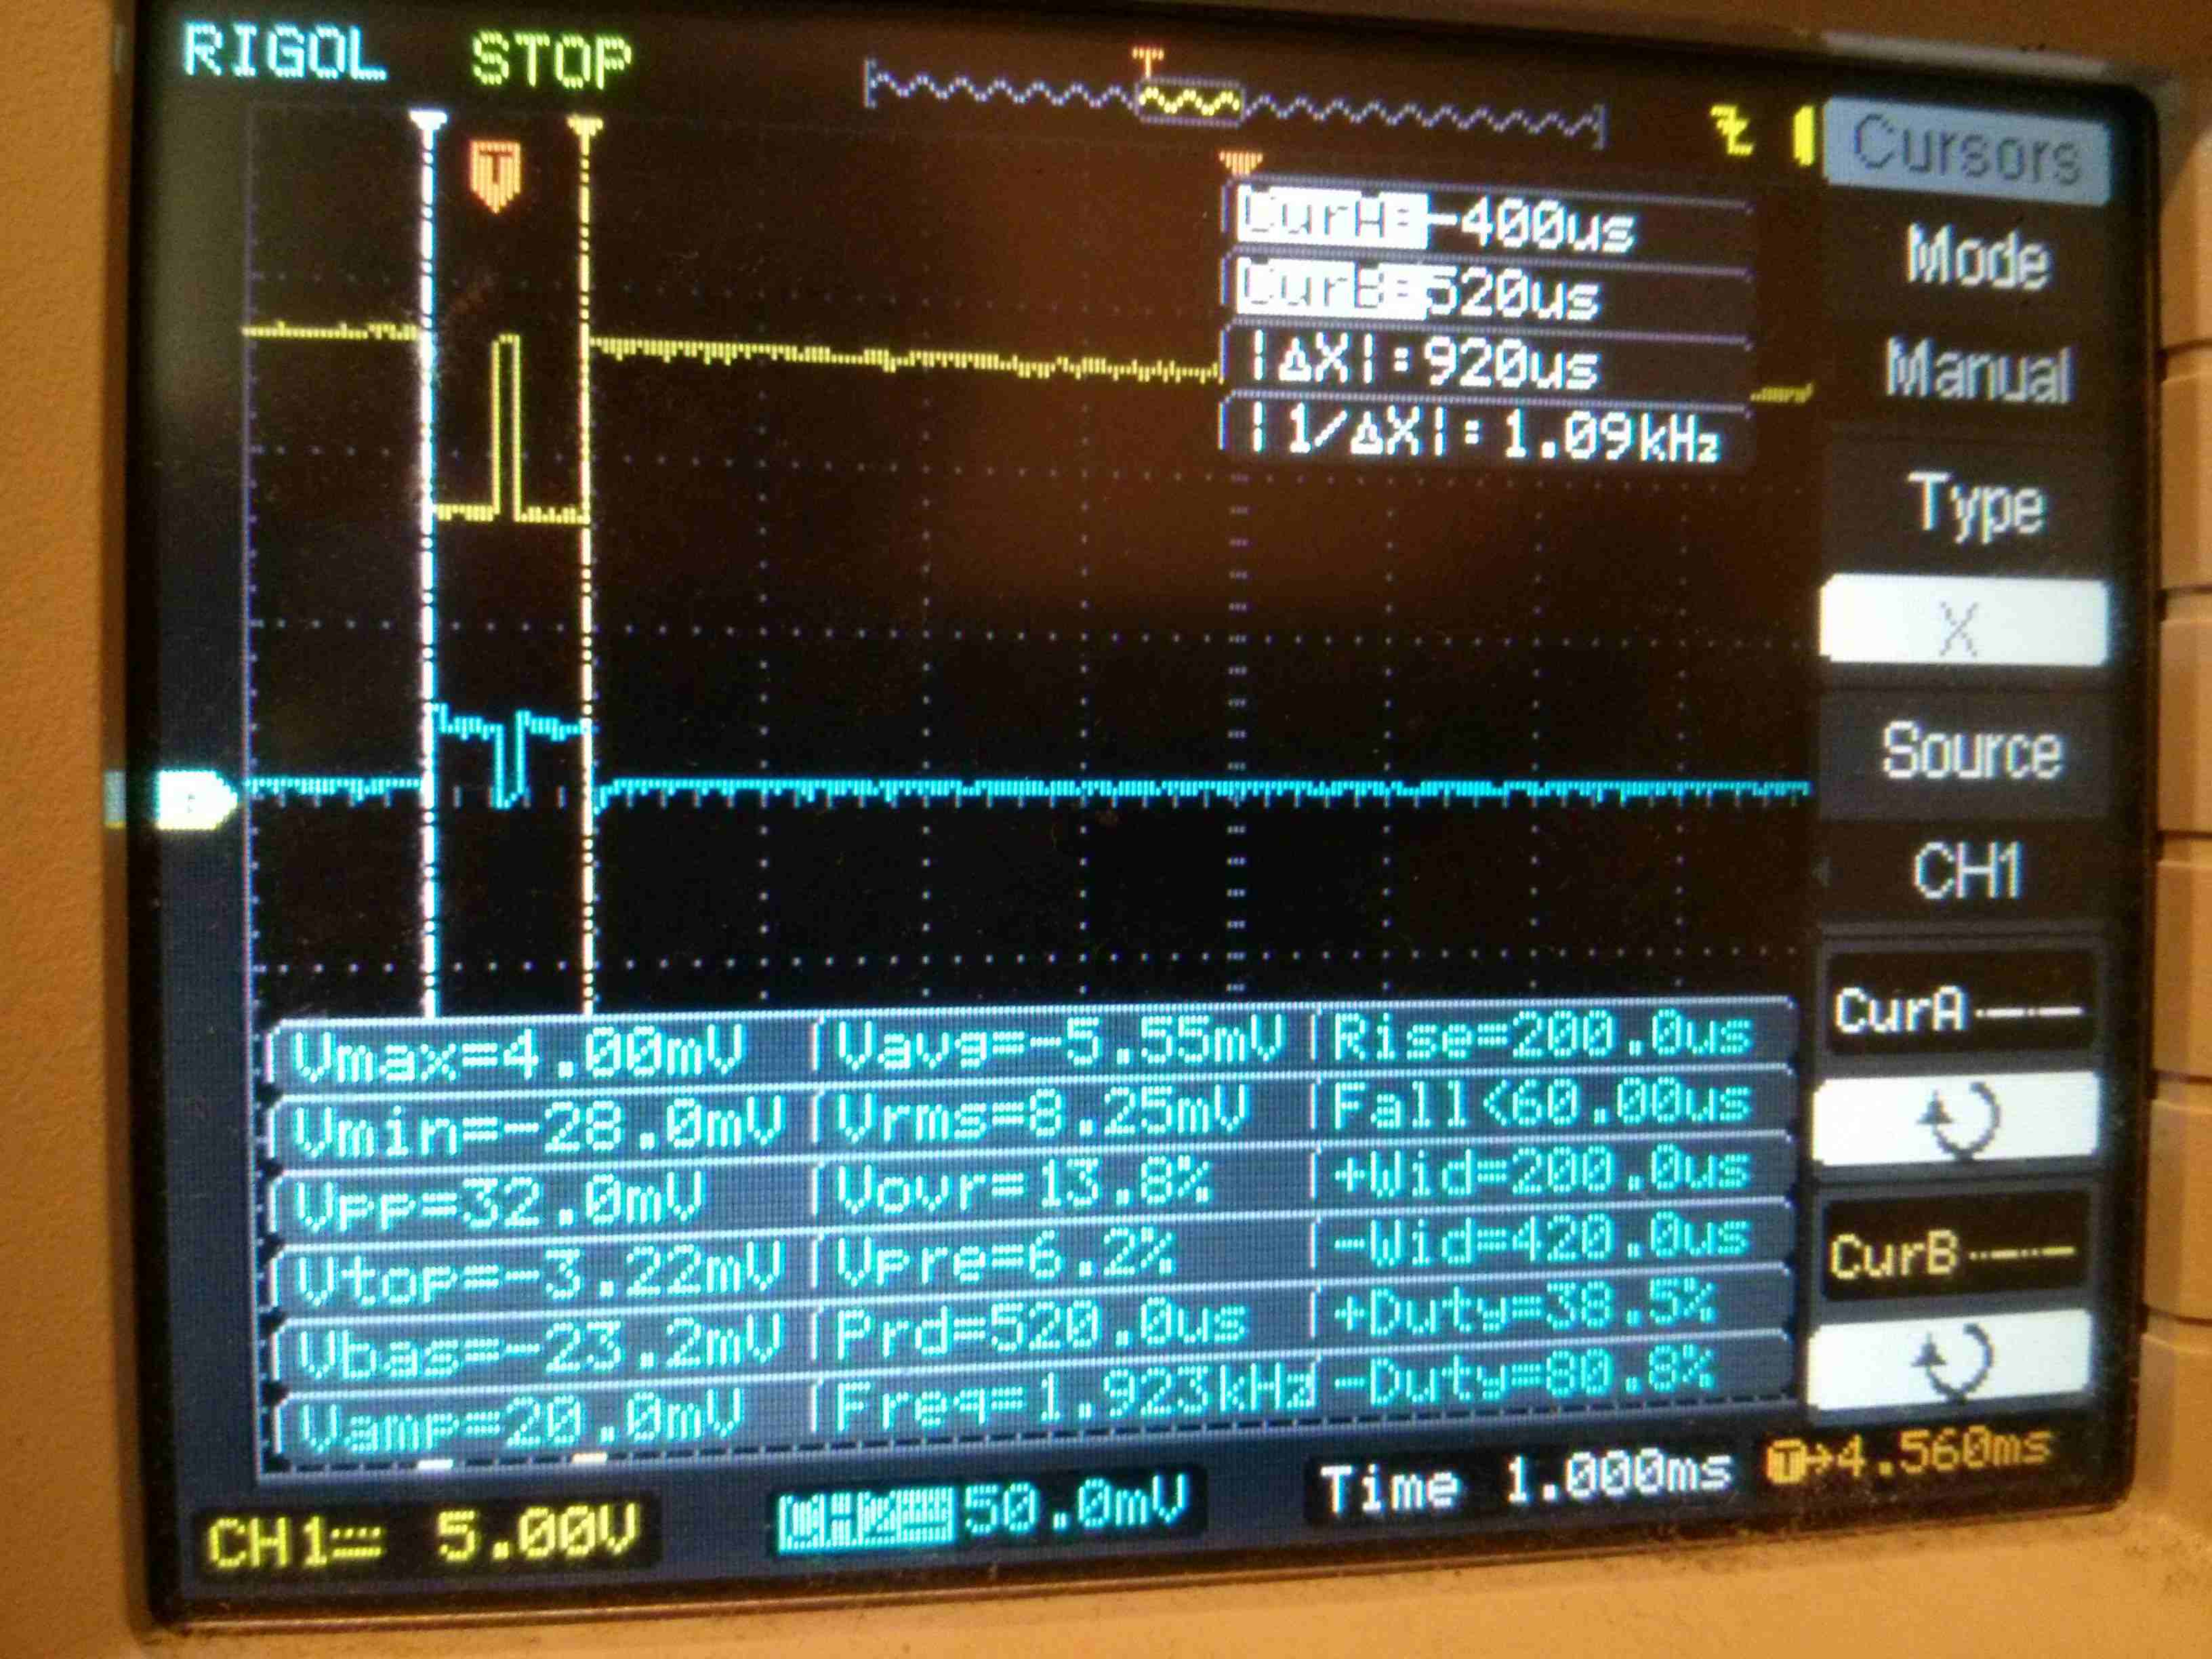 RIGOL STOP
T
T
Cursors
CurA=-400us
CurB=520us
|ΔX|:920us
|1/ΔX|:1.09kHz
Mode
Manual
Type
X
Source
CH1
CurA
CurB
Vmax=4.00mV Vavg=-5.55mV Rise=200.0us
Vmin=-28.0mV Vrms=8.25mV Fall<60.00us
Vpp=32.0mV Vovr=13.8% +Wid=200.0us
Vtop=-3.22mV Vpre=6.2% -Wid=420.0us
Vbas=-23.2mV Prd=520.0us +Duty=38.5%
Vamp=20.0mV Freq=1.923kHz -Duty=80.8%
CH1 5.00V CH2 50.0mV Time 1.000ms T→4.560ms